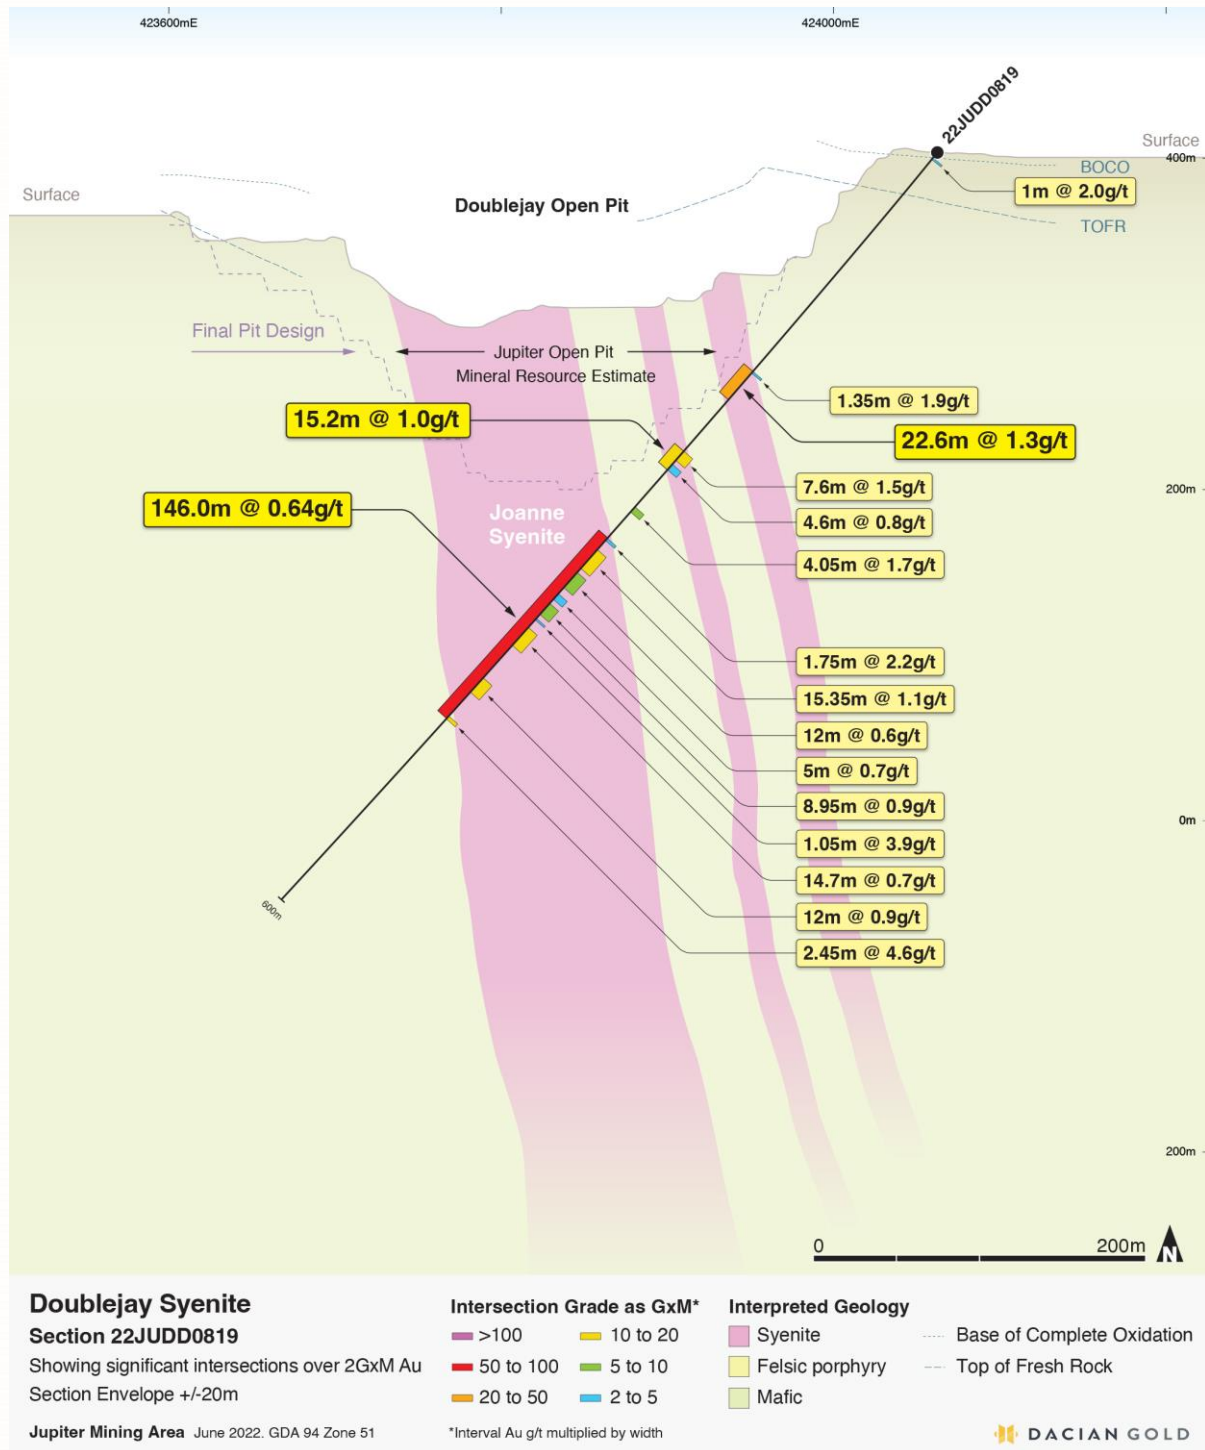 423600mE
424000mE
22JUDD0819
Surface
400m
BOCO
1m @ 2.0g/t
Surface
Doublejay Open Pit
TOFR
Final Pit Design
Jupiter Open Pit
Mineral Resource Estimate
1.35m @ 1.9g/t
15.2m @ 1.0g/t
22.6m @ 1.3g/t
7.6m @ 1.5g/t
200m
146.0m @ 0.64g/t
Joanne
Syenite
4.6m @ 0.8g/t
4.05m @ 1.7g/t
1.75m @ 2.2g/t
15.35m @ 1.1g/t
12m @ 0.6g/t
5m @ 0.7g/t
8.95m @ 0.9g/t
0m
1.05m @ 3.9g/t
14.7m @ 0.7g/t
600m
12m @ 0.9g/t
2.45m @ 4.6g/t
200m
0 200m
N
Doublejay Syenite
Section 22JUDD0819
Showing significant intersections over 2GxM Au
Section Envelope +/-20m
Jupiter Mining Area June 2022. GDA 94 Zone 51
Intersection Grade as GxM*
>100 10 to 20
50 to 100 5 to 10
20 to 50 2 to 5
*Interval Au g/t multiplied by width
Interpreted Geology
Syenite Base of Complete Oxidation
Felsic porphyry Top of Fresh Rock
Mafic
DACIAN GOLD